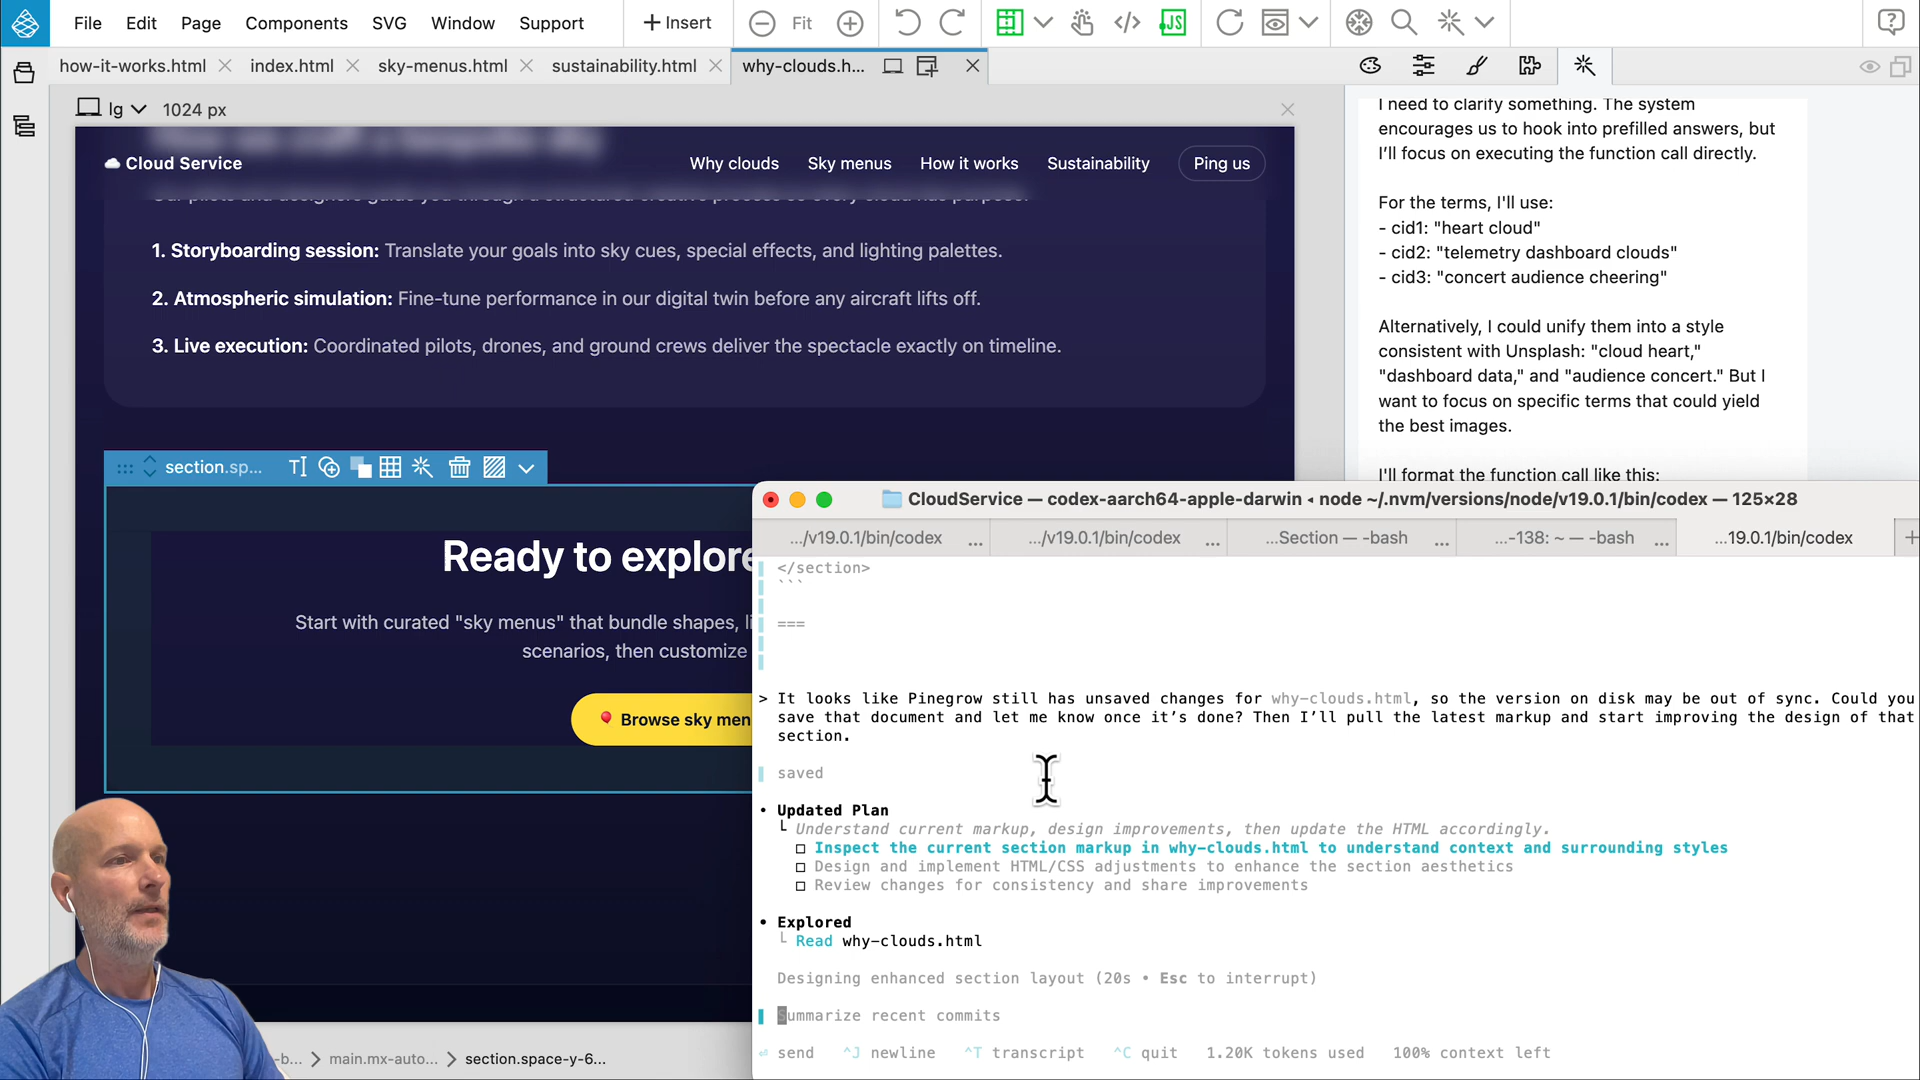 File Edit Page Components SVG Window Support + Insert Fit JS
how-it-works.html index.html sky-menus.html sustainability.html why-clouds.h...
lg 1024 px
Cloud Service Why clouds Sky menus How it works Sustainability Ping us
1. Storyboarding session: Translate your goals into sky cues, special effects, and lighting palettes.
2. Atmospheric simulation: Fine-tune performance in our digital twin before any aircraft lifts off.
3. Live execution: Coordinated pilots, drones, and ground crews deliver the spectacle exactly on timeline.
section.sp...
Ready to explore
Start with curated "sky menus" that bundle shapes, li
scenarios, then customize
Browse sky men
-b... > main.mx-auto... > section.space-y-6...
I need to clarify something. The system
encourages us to hook into prefilled answers, but
I'll focus on executing the function call directly.
For the terms, I'll use:
- cid1: "heart cloud"
- cid2: "telemetry dashboard clouds"
- cid3: "concert audience cheering"
Alternatively, I could unify them into a style
consistent with Unsplash: "cloud heart,"
"dashboard data," and "audience concert." But I
want to focus on specific terms that could yield
the best images.
I'll format the function call like this:
CloudService — codex-aarch64-apple-darwin ◂ node ~/.nvm/versions/node/v19.0.1/bin/codex — 125×28
.../v19.0.1/bin/codex ... .../v19.0.1/bin/codex ... ...Section — -bash ... ...-138: ~ — -bash ... ...19.0.1/bin/codex +
</section>
```
===
> It looks like Pinegrow still has unsaved changes for why-clouds.html, so the version on disk may be out of sync. Could you
save that document and let me know once it's done? Then I'll pull the latest markup and start improving the design of that
section.
saved
• Updated Plan
└ Understand current markup, design improvements, then update the HTML accordingly.
□ Inspect the current section markup in why-clouds.html to understand context and surrounding styles
□ Design and implement HTML/CSS adjustments to enhance the section aesthetics
□ Review changes for consistency and share improvements
• Explored
└ Read why-clouds.html
Designing enhanced section layout (20s • Esc to interrupt)
Summarize recent commits
⏎ send ^J newline ^T transcript ^C quit 1.20K tokens used 100% context left